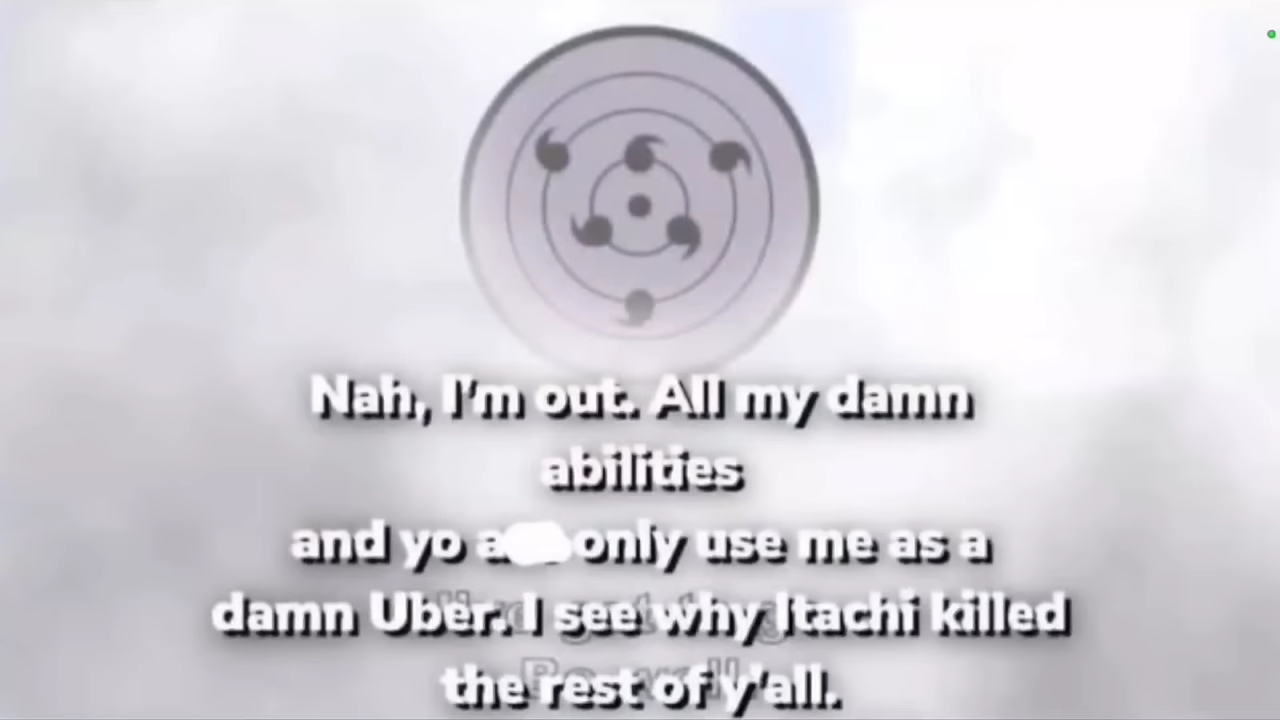 Nah, I'm out. All my damn
abilities
and yo a only use me as a
damn Uber. I see why Itachi killed
the rest of y'all.